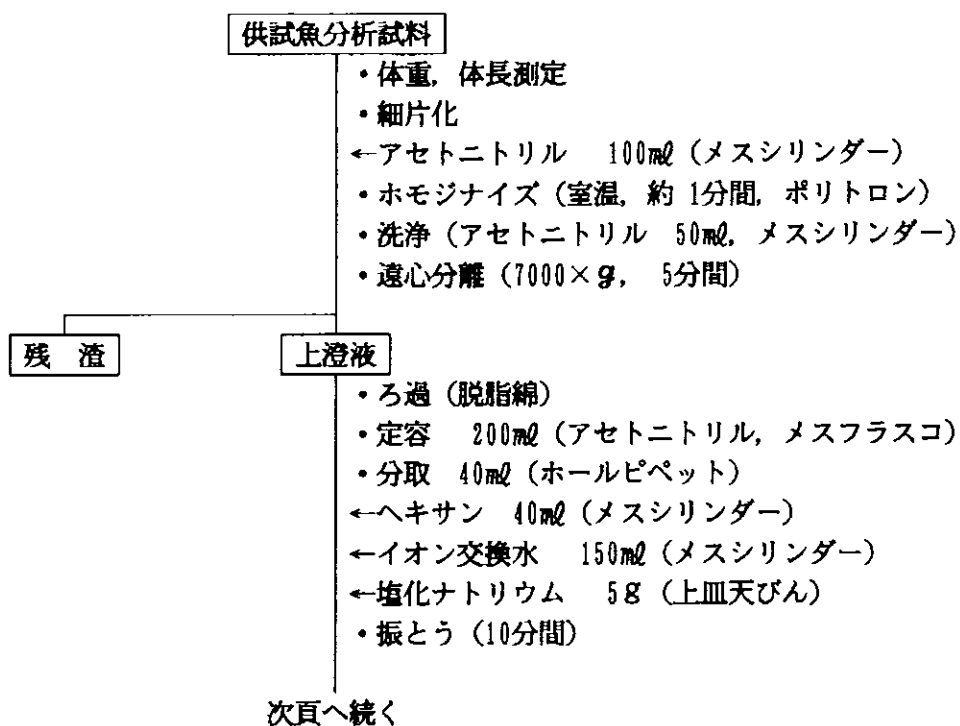 供試魚分析試料
・体重, 体長測定
・細片化
←アセトニトリル 100mℓ (メスシリンダー)
・ホモジナイズ (室温, 約 1分間, ポリトロン)
・洗浄 (アセトニトリル 50mℓ, メスシリンダー)
・遠心分離 (7000×g, 5分間)
残 渣
上澄液
・ろ過 (脱脂綿)
・定容 200mℓ (アセトニトリル, メスフラスコ)
・分取 40mℓ (ホールピペット)
←ヘキサン 40mℓ (メスシリンダー)
←イオン交換水 150mℓ (メスシリンダー)
←塩化ナトリウム 5g (上皿天びん)
・振とう (10分間)
次頁へ続く